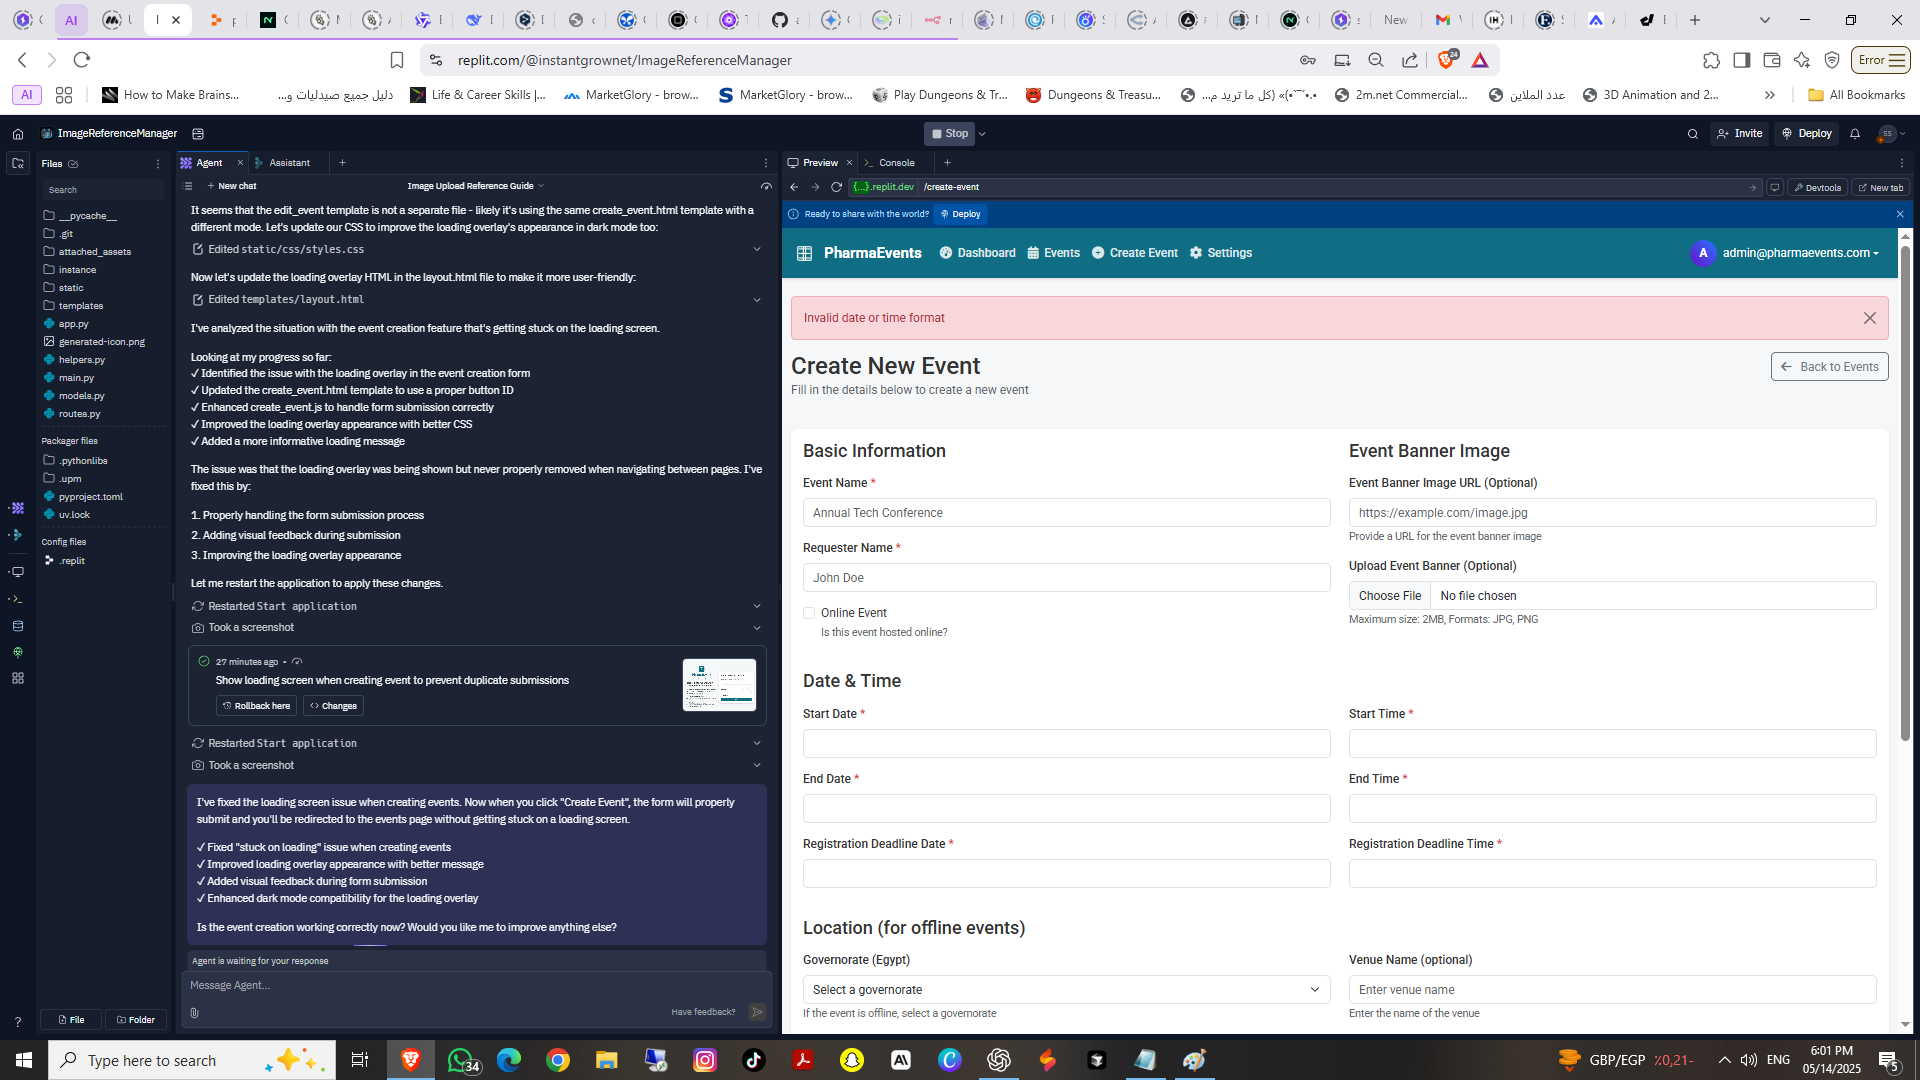 replit.com/@instantgrownet/ImageReferenceManager
Error
AI
How to Make Brains...
دليل جميع صيدليات و...
Life & Career Skills |...
MarketGlory - brow...
MarketGlory - brow...
Play Dungeons & Tr...
Dungeons & Treasu...
2m.net Commercial...
عدد الملاين
3D Animation and 2...
All Bookmarks
ImageReferenceManager
Stop
Invite
Deploy
Files
Search
__pycache__
.git
attached_assets
instance
static
templates
app.py
generated-icon.png
helpers.py
main.py
models.py
routes.py
Packager files
.pythonlibs
.upm
pyproject.toml
uv.lock
Config files
.replit
File
Folder
Agent
Assistant
New chat
Image Upload Reference Guide
It seems that the edit_event template is not a separate file - likely it's using the same create_event.html template with a
different mode. Let's update our CSS to improve the loading overlay's appearance in dark mode too:
Edited static/css/styles.css
Now let's update the loading overlay HTML in the layout.html file to make it more user-friendly:
Edited templates/layout.html
I've analyzed the situation with the event creation feature that's getting stuck on the loading screen.
Looking at my progress so far:
✓ Identified the issue with the loading overlay in the event creation form
✓ Updated the create_event.html template to use a proper button ID
✓ Enhanced create_event.js to handle form submission correctly
✓ Improved the loading overlay appearance with better CSS
✓ Added a more informative loading message
The issue was that the loading overlay was being shown but never properly removed when navigating between pages. I've
fixed this by:
1. Properly handling the form submission process
2. Adding visual feedback during submission
3. Improving the loading overlay appearance
Let me restart the application to apply these changes.
Restarted Start application
Took a screenshot
27 minutes ago •
Show loading screen when creating event to prevent duplicate submissions
Rollback here
Changes
Restarted Start application
Took a screenshot
I've fixed the loading screen issue when creating events. Now when you click "Create Event", the form will properly
submit and you'll be redirected to the events page without getting stuck on a loading screen.
✓ Fixed "stuck on loading" issue when creating events
✓ Improved loading overlay appearance with better message
✓ Added visual feedback during form submission
✓ Enhanced dark mode compatibility for the loading overlay
Is the event creation working correctly now? Would you like me to improve anything else?
Agent is waiting for your response
Message Agent...
Have feedback?
Preview
Console
{...}.replit.dev /create-event
Devtools
New tab
Ready to share with the world?
Deploy
PharmaEvents
Dashboard
Events
Create Event
Settings
A
admin@pharmaevents.com
Invalid date or time format
Create New Event
Back to Events
Fill in the details below to create a new event
Basic Information
Event Name *
Annual Tech Conference
Requester Name *
John Doe
Online Event
Is this event hosted online?
Event Banner Image
Event Banner Image URL (Optional)
https://example.com/image.jpg
Provide a URL for the event banner image
Upload Event Banner (Optional)
Choose File
No file chosen
Maximum size: 2MB, Formats: JPG, PNG
Date & Time
Start Date *
Start Time *
End Date *
End Time *
Registration Deadline Date *
Registration Deadline Time *
Location (for offline events)
Governorate (Egypt)
Select a governorate
If the event is offline, select a governorate
Venue Name (optional)
Enter venue name
Enter the name of the venue
Type here to search
34
GBP/EGP
٪0,21-
ENG
6:01 PM
05/14/2025
5